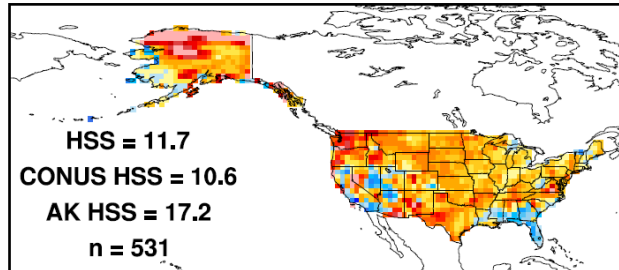 HSS = 11.7
CONUS HSS = 10.6
AK HSS = 17.2
n = 531